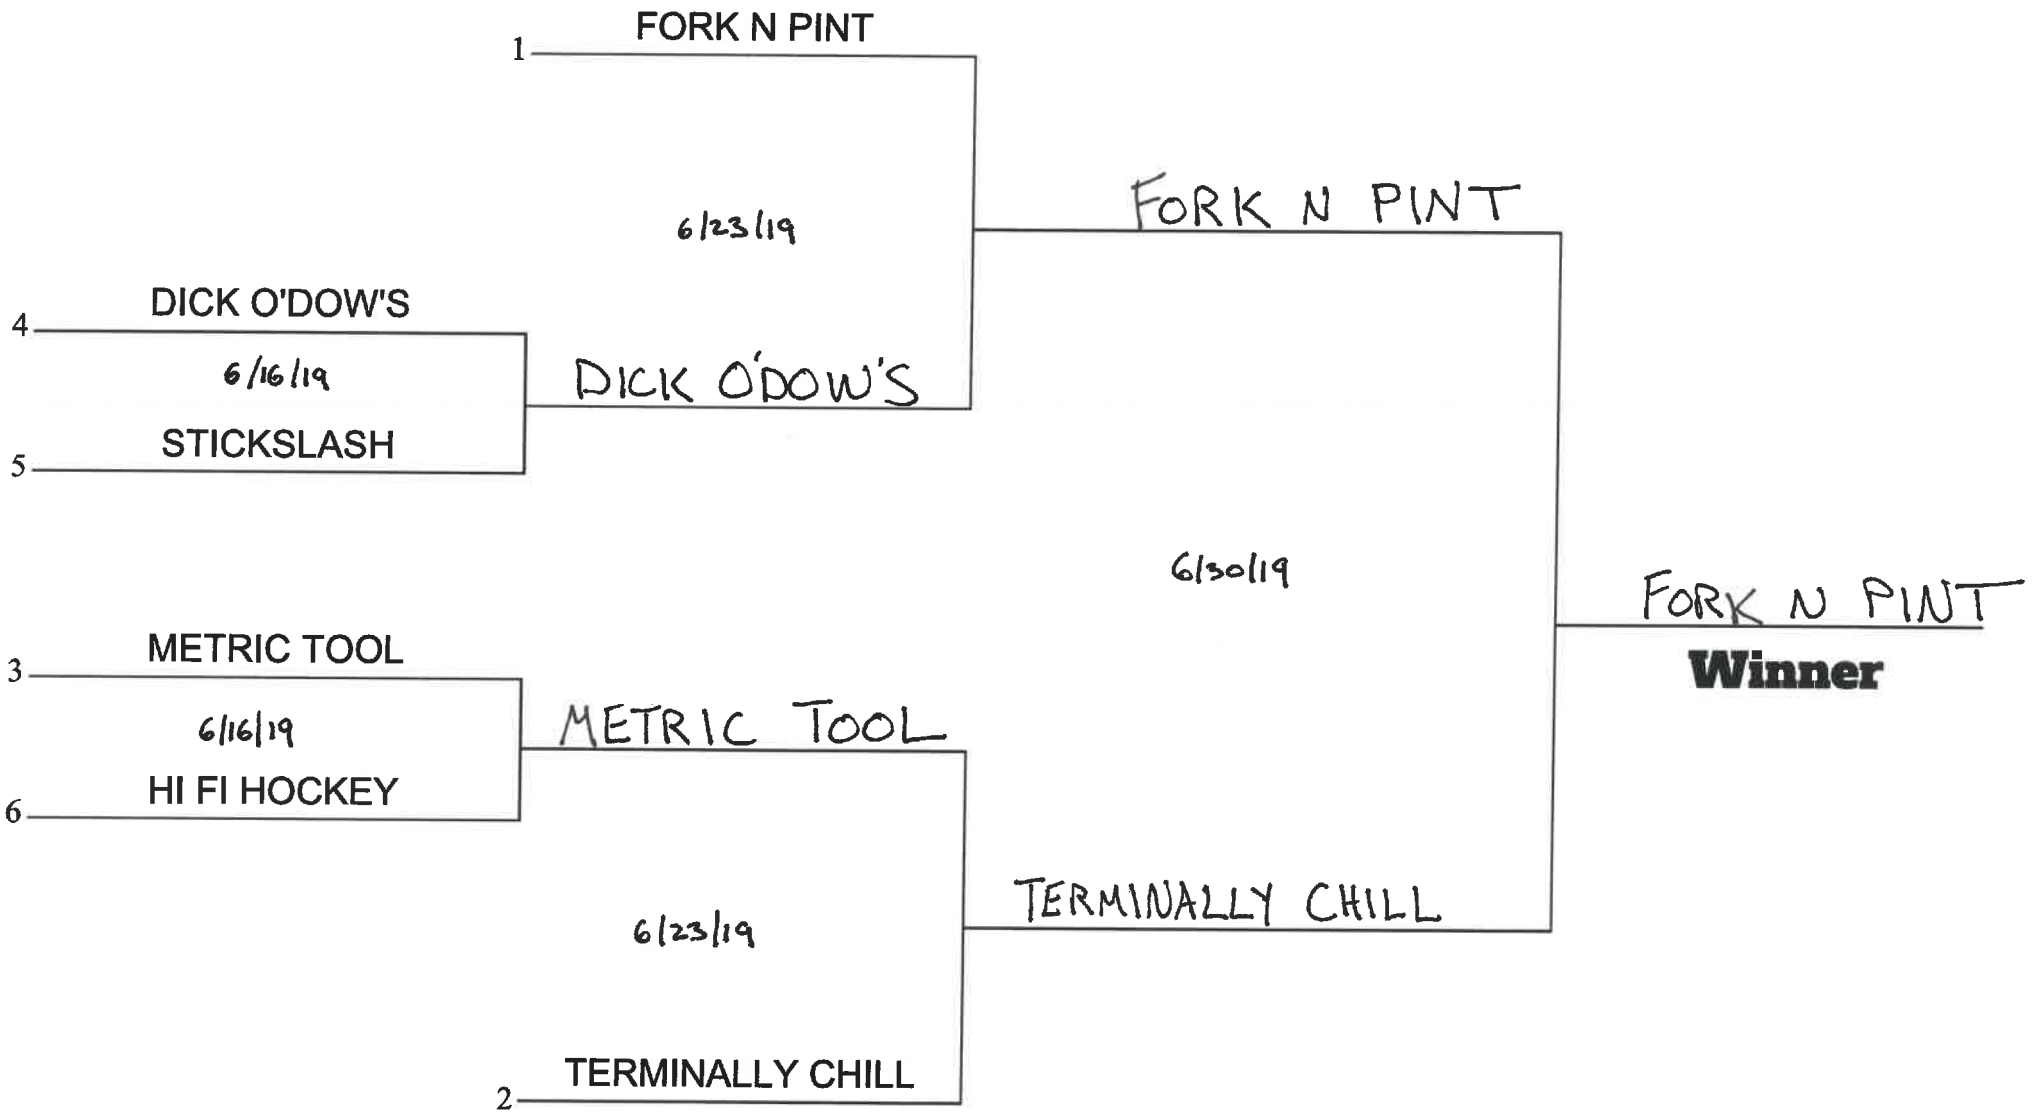 FORK N PINT
1
6/23/19
FORK N PINT
DICK O'DOW'S
4
6/16/19
DICK O'DOW'S
STICKSLASH
5
6/30/19
FORK N PINT
Winner
METRIC TOOL
3
6/16/19
METRIC TOOL
HI FI HOCKEY
6
6/23/19
TERMINALLY CHILL
TERMINALLY CHILL
2